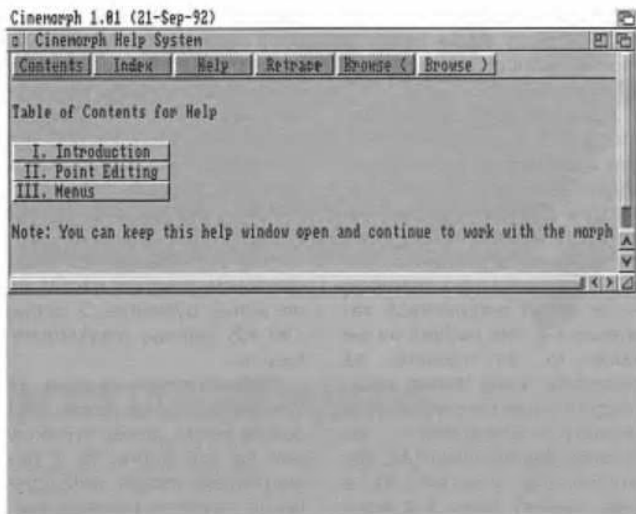 Cinemorph 1.01 (21-Sep-92)
Cinemorph Help System
Contents Index Help Retrace Browse < Browse >
Table of Contents for Help
I. Introduction
II. Point Editing
III. Menus
Note: You can keep this help window open and continue to work with the morph